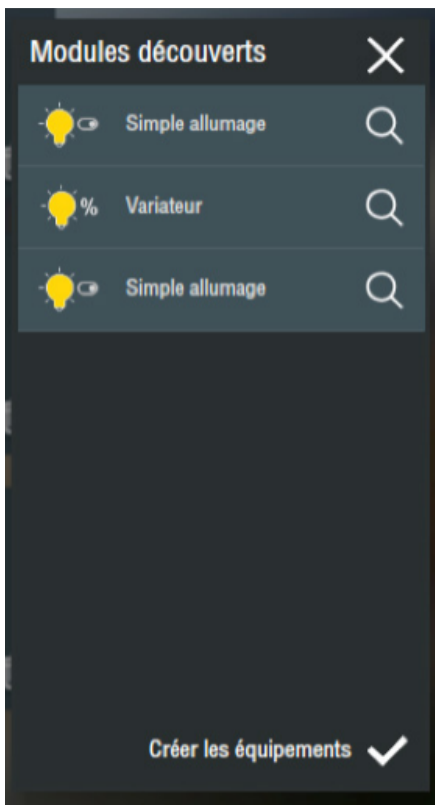 Modules découverts
Simple allumage
% Variateur
Simple allumage
Créer les équipements